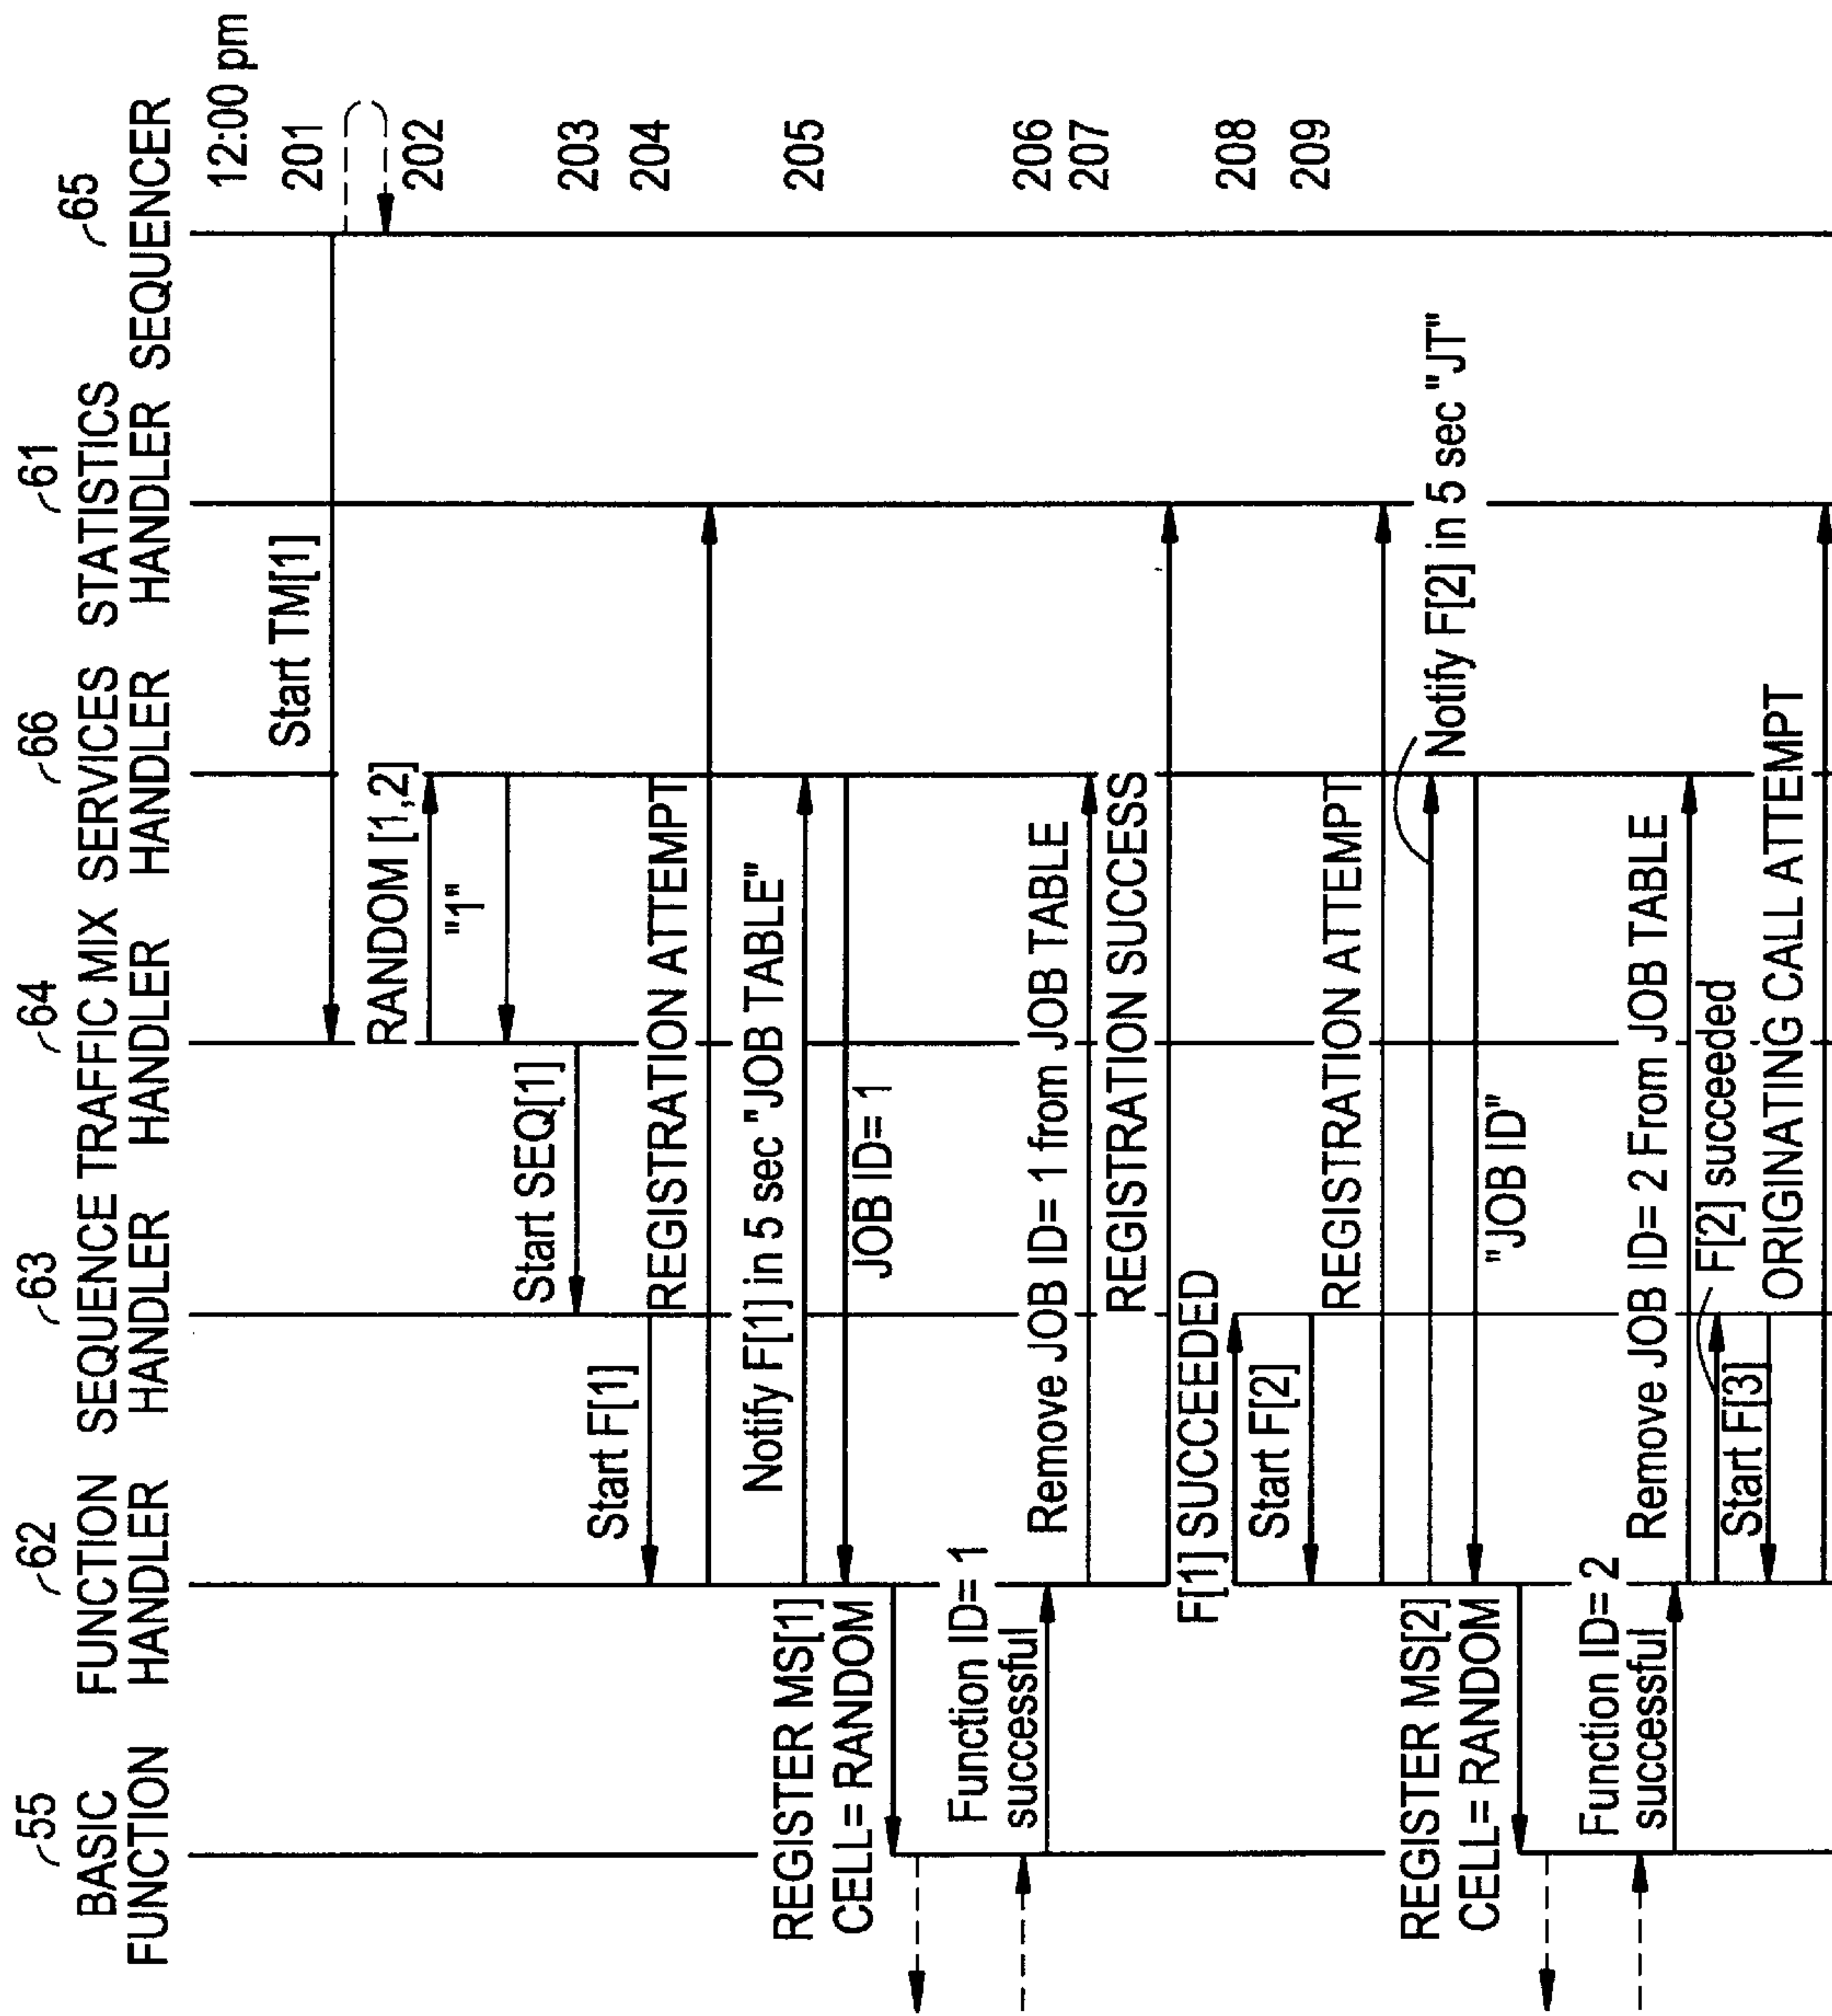 55
BASIC
FUNCTION
62
FUNCTION
HANDLER
63
SEQUENCE
HANDLER
64
TRAFFIC MIX
HANDLER
66
SERVICES
HANDLER
61
STATISTICS
HANDLER
65
SEQUENCER
12:00 pm
201
Start TM[1]
202
RANDOM [1,2]
"1"
203
Start SEQ[1]
204
Start F[1]
REGISTRATION ATTEMPT
205
Notify F[1] in 5 sec "JOB TABLE"
JOB ID= 1
REGISTER MS[1]
CELL= RANDOM
Function ID= 1
successful
206
Remove JOB ID= 1 from JOB TABLE
207
REGISTRATION SUCCESS
208
F[1] SUCCEEDED
209
Start F[2]
REGISTRATION ATTEMPT
Notify F[2] in 5 sec "JT"
"JOB ID"
REGISTER MS[2]
CELL= RANDOM
Function ID= 2
successful
Remove JOB ID= 2 From JOB TABLE
F[2] succeeded
Start F[3]
ORIGINATING CALL ATTEMPT